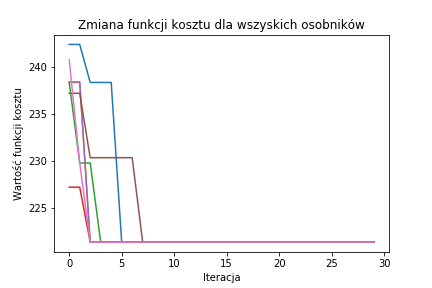 Zmiana funkcji kosztu dla wszyskich osobników
Wartość funkcji kosztu
240
235
230
225
0 5 10 15 20 25 30
Iteracja